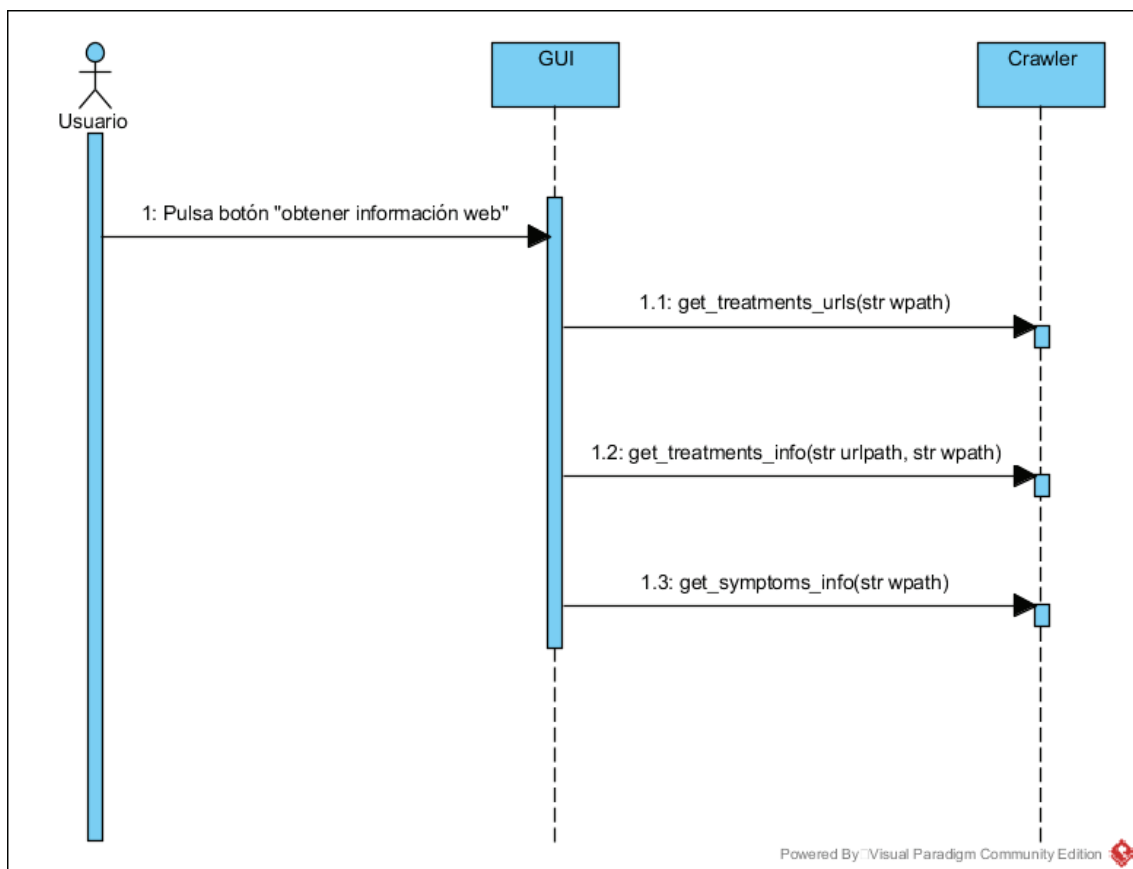 GUI
Crawler
Usuario
1: Pulsa botón "obtener información web"
1.1: get_treatments_urls(str wpath)
1.2: get_treatments_info(str urlpath, str wpath)
1.3: get_symptoms_info(str wpath)
Powered By Visual Paradigm Community Edition